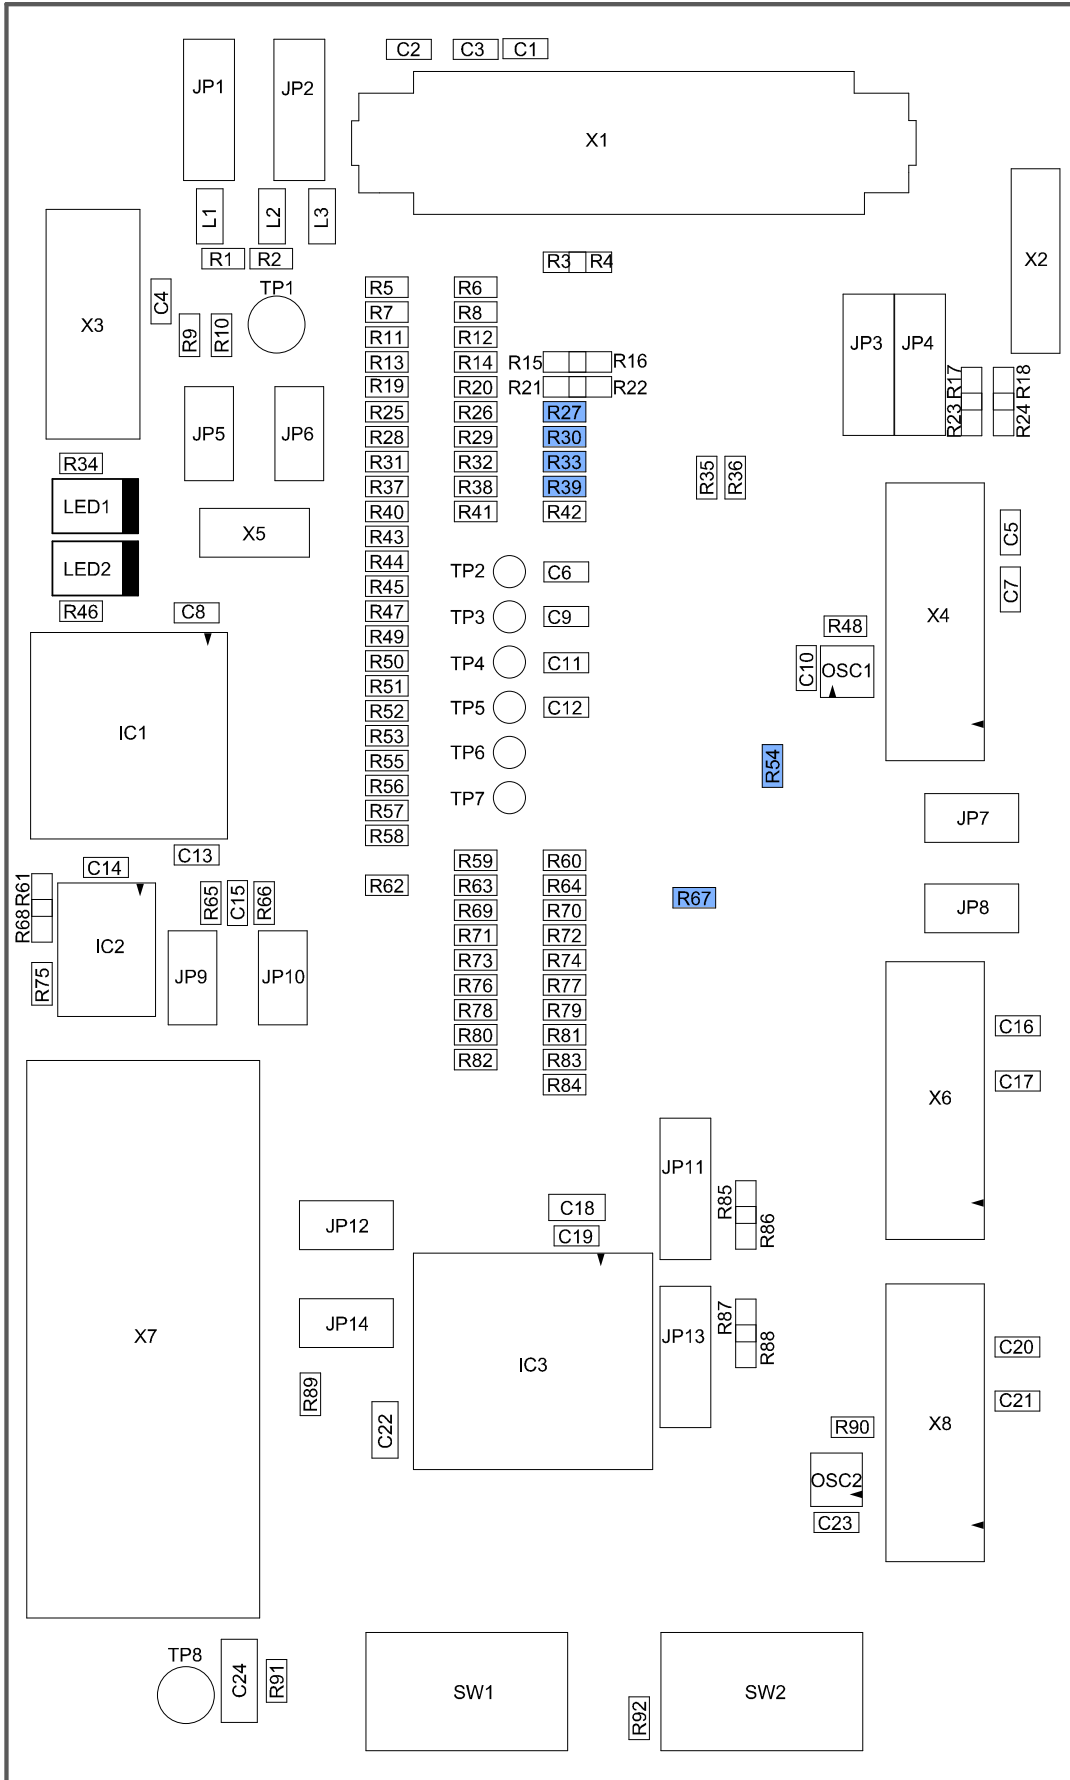 C2 C3 C1
JP1 JP2
X1
L1 L2 L3
R1 R2
R3 R4
X2
TP1
R5 R6
C4
R7 R8
X3
R9 R10
R11 R12
JP3 JP4
R13 R14 R15 R16
R17 R18
R19 R20 R21 R22
R25 R26 R27
R23 R24
JP5 JP6
R28 R29 R30
R34
R31 R32 R33
R35 R36
R37 R38 R39
LED1
R40 R41 R42
X5
R43
C5
R44
LED2
TP2 C6
R45
C7
R46 C8
R47
TP3 C9
X4
R48
R49
R50
TP4 C11
C10 OSC1
R51
R52
TP5 C12
IC1
R53
TP6
R55
R54
R56
TP7
R57
JP7
R58
C13
R59 R60
C14
R61
R62
R63 R64
R67
R65 C15 R66
JP8
R69 R70
R68
IC2
R71 R72
R73 R74
R75
JP9 JP10
R76 R77
R78 R79
C16
R80 R81
R82 R83
C17
R84
X6
JP11
R85
C18
JP12
R86
C19
R87
X7
JP14
JP13
R88
C20
IC3
R89
C21
C22
R90
X8
OSC2
C23
TP8
C24 R91
SW1
R92
SW2